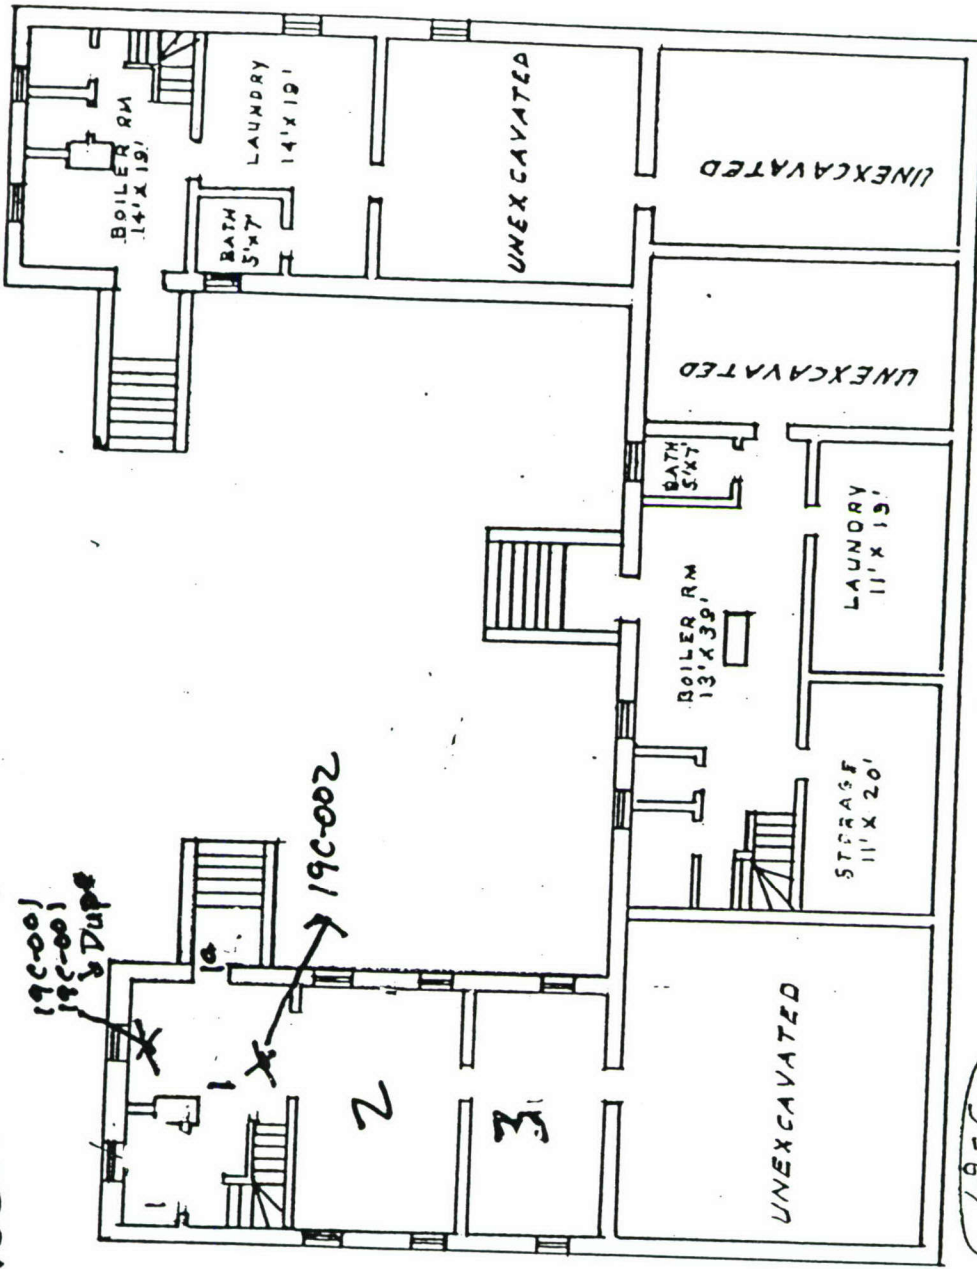 19C-001
19C-001
& Dupe
19C-002
1a
1
1
2
3
UNEXCAVATED
STORAGE
11' X 20'
BOILER RM
13' X 38'
LAUNDRY
11' X 19'
BATH
5'X7'
UNEXCAVATED
UNEXCAVATED
UNEXCAVATED
BATH
5'X7'
LAUNDRY
14' X 19'
BOILER RM
14' X 19'